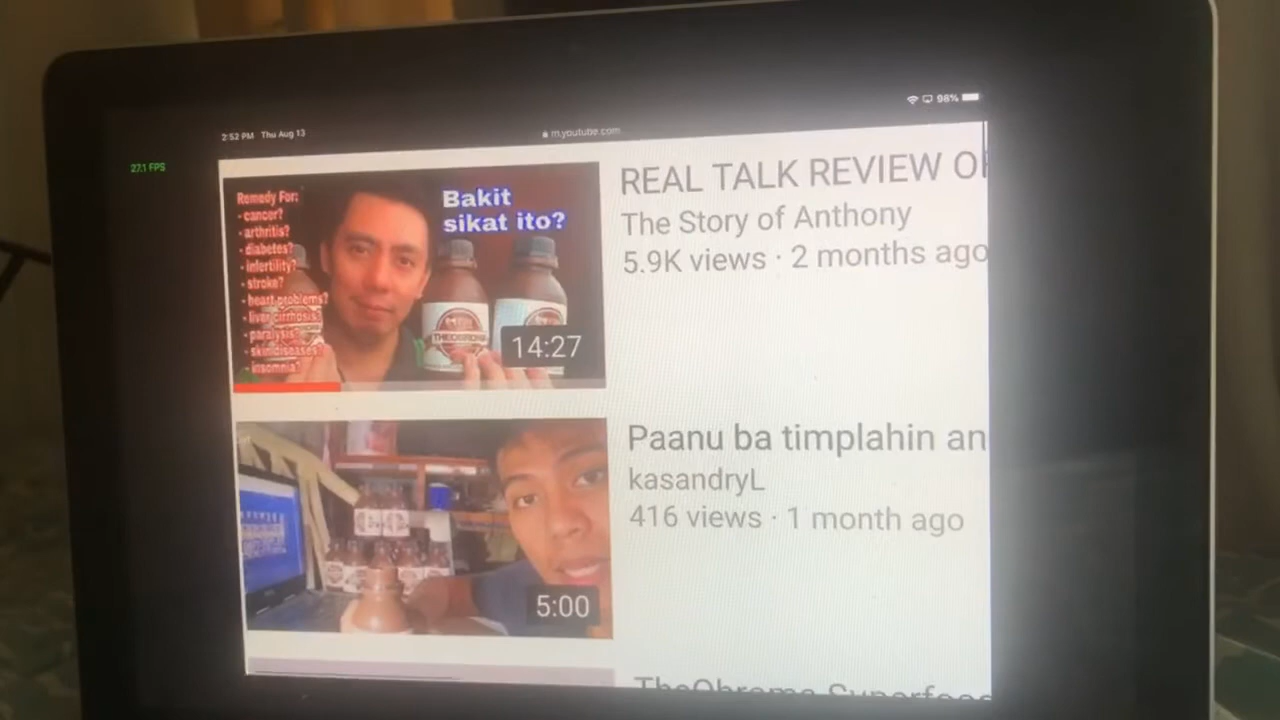 2:52 PM Thu Aug 13
m.youtube.com
98%
27.1 FPS
Remedy For:
- cancer?
- arthritis?
- diabetes?
- infertility?
- stroke?
- heart problems?
- liver cirrhosis?
- paralysis?
- skin diseases?
- insomnia?
Bakit
sikat ito?
THEOBROMA
14:27
REAL TALK REVIEW
The Story of Anthony
5.9K views · 2 months ago
5:00
Paanu ba timplahin an
kasandryL
416 views · 1 month ago
TheObroma Superfood